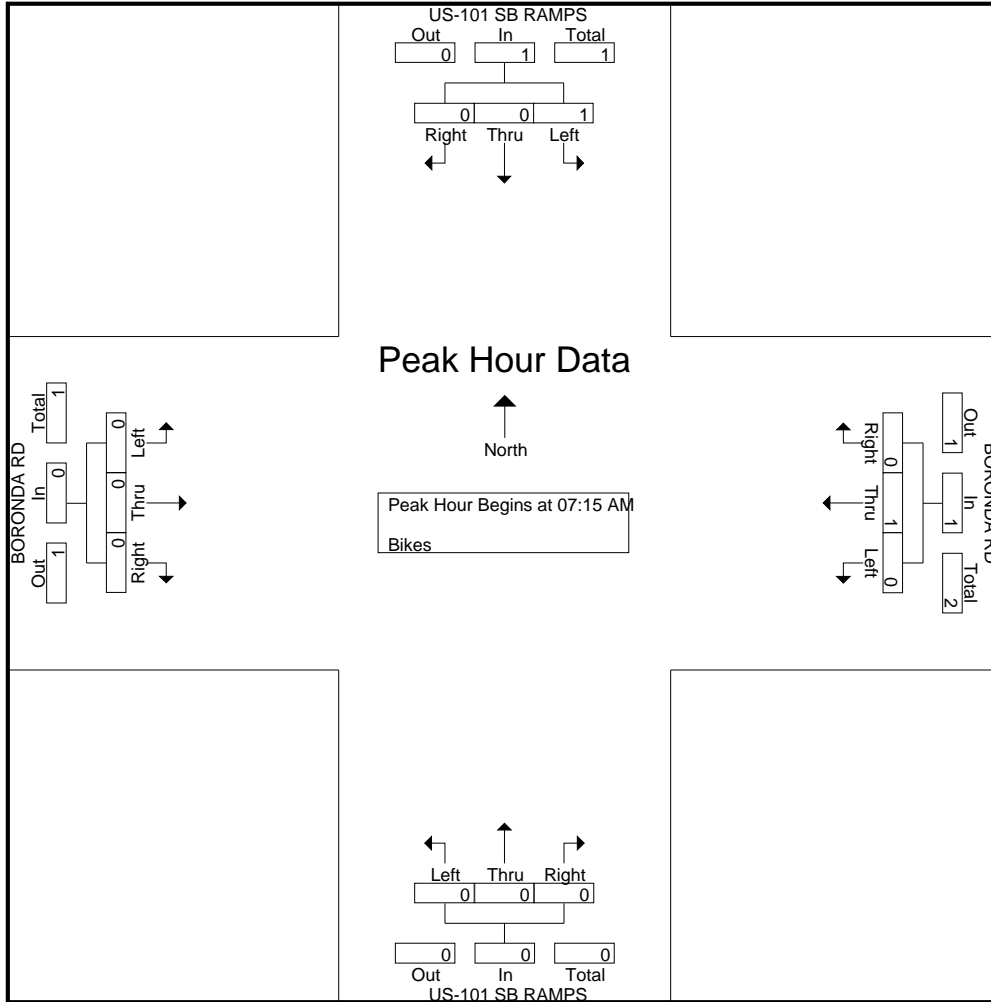 US-101 SB RAMPS
Out In Total
0 1 1
0 0 1
Right Thru Left
Peak Hour Data
North
Peak Hour Begins at 07:15 AM
Bikes
BORONDA RD
Out In Total
1 0 1
Left Thru Right
0 0 0
BORONDA RD
Out In Total
1 1 2
Right Thru Left
0 1 0
Left Thru Right
0 0 0
0 0 0
Out In Total
US-101 SB RAMPS